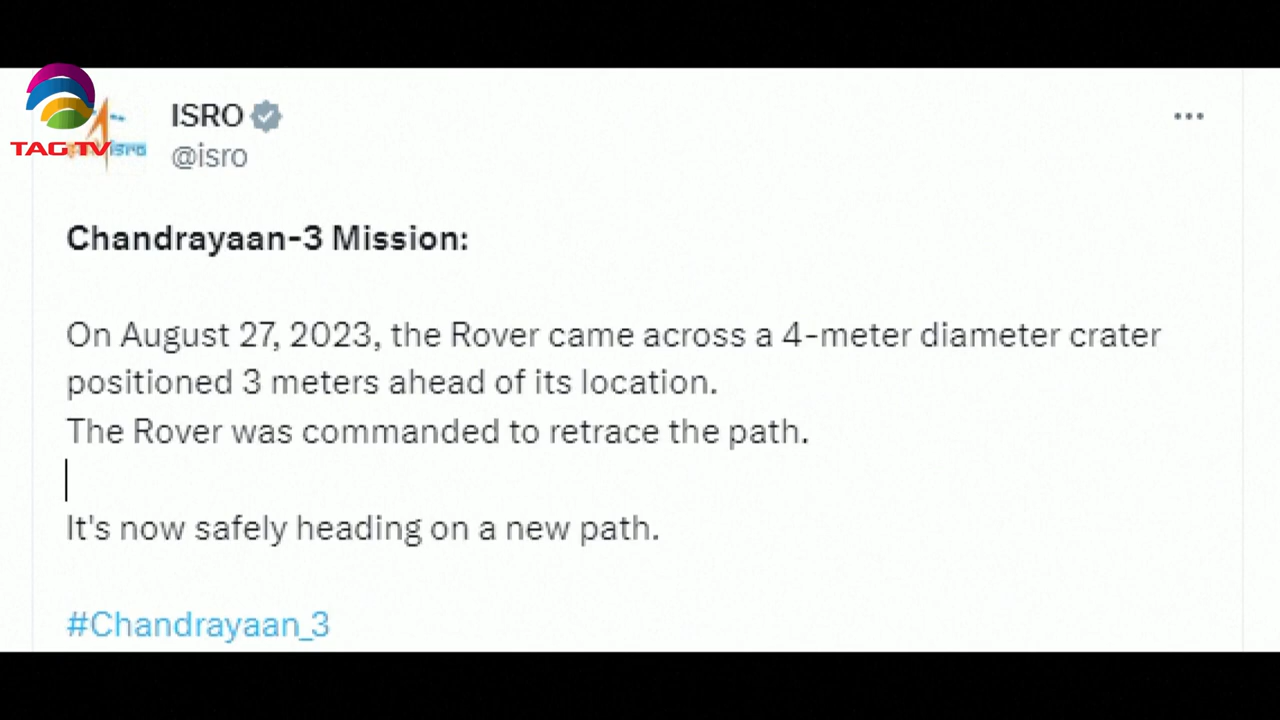 TAG TV
isro
ISRO
@isro
Chandrayaan-3 Mission:
On August 27, 2023, the Rover came across a 4-meter diameter crater
positioned 3 meters ahead of its location.
The Rover was commanded to retrace the path.
It's now safely heading on a new path.
#Chandrayaan_3